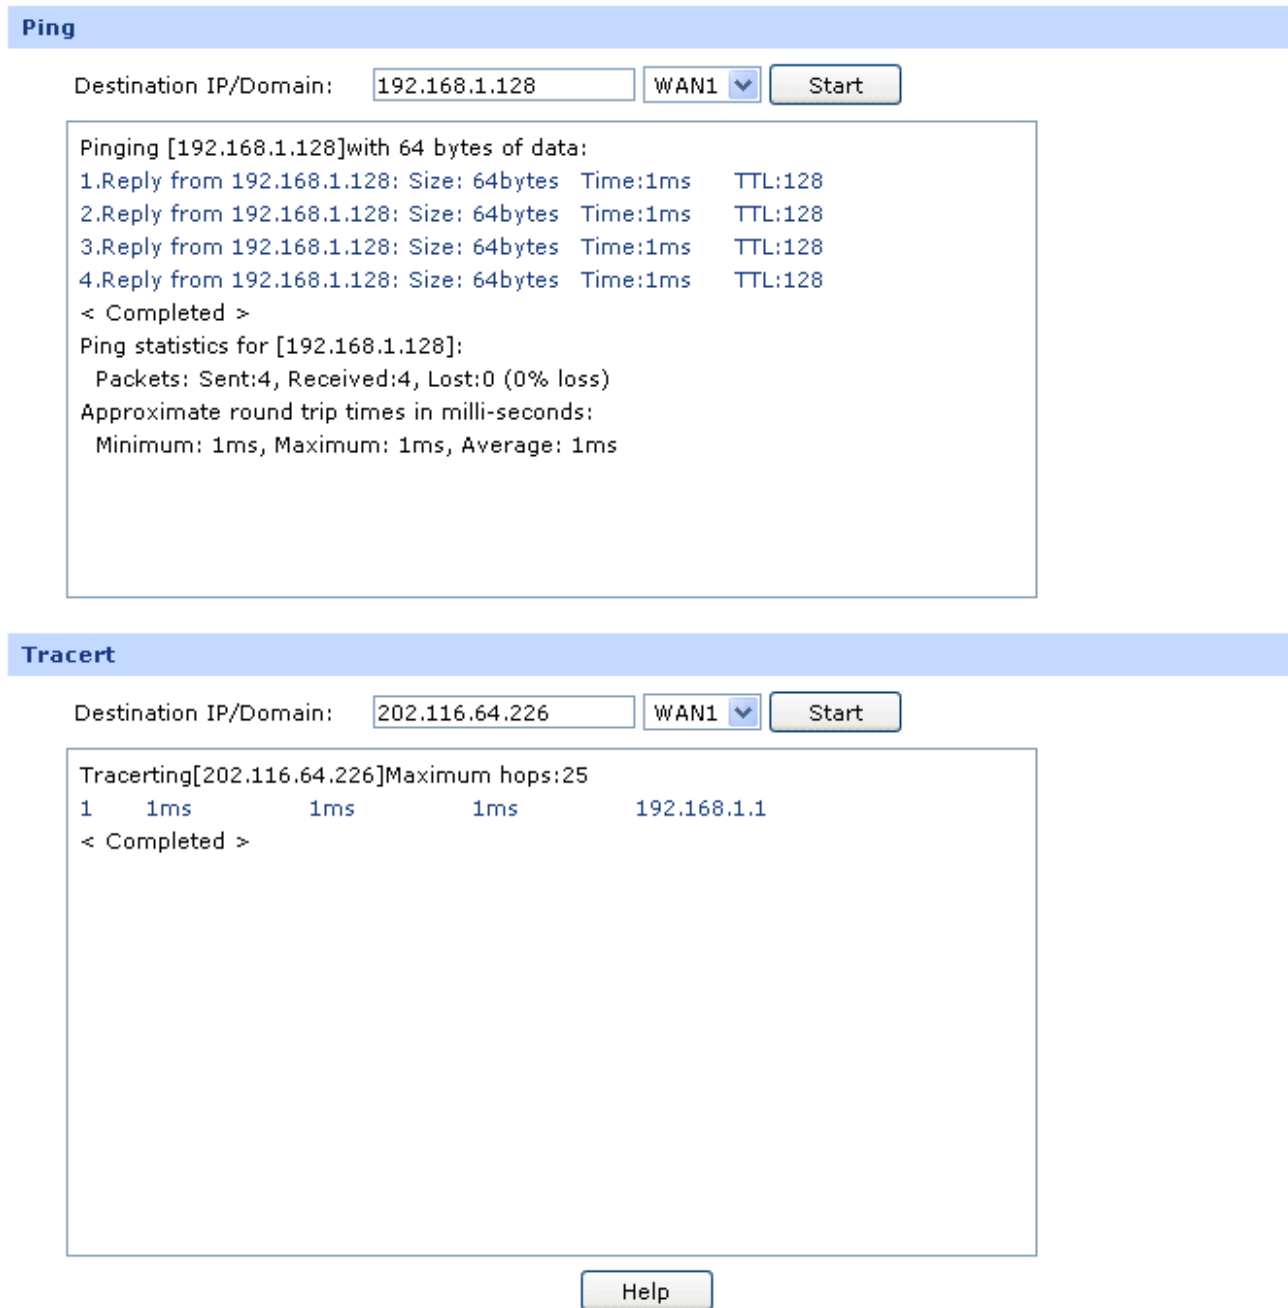 Ping
Destination IP/Domain: 192.168.1.128 WAN1 Start
Pinging [192.168.1.128]with 64 bytes of data:
1.Reply from 192.168.1.128: Size: 64bytes Time:1ms TTL:128
2.Reply from 192.168.1.128: Size: 64bytes Time:1ms TTL:128
3.Reply from 192.168.1.128: Size: 64bytes Time:1ms TTL:128
4.Reply from 192.168.1.128: Size: 64bytes Time:1ms TTL:128
< Completed >
Ping statistics for [192.168.1.128]:
Packets: Sent:4, Received:4, Lost:0 (0% loss)
Approximate round trip times in milli-seconds:
Minimum: 1ms, Maximum: 1ms, Average: 1ms
Tracert
Destination IP/Domain: 202.116.64.226 WAN1 Start
Tracerting[202.116.64.226]Maximum hops:25
1 1ms 1ms 1ms 192.168.1.1
< Completed >
Help